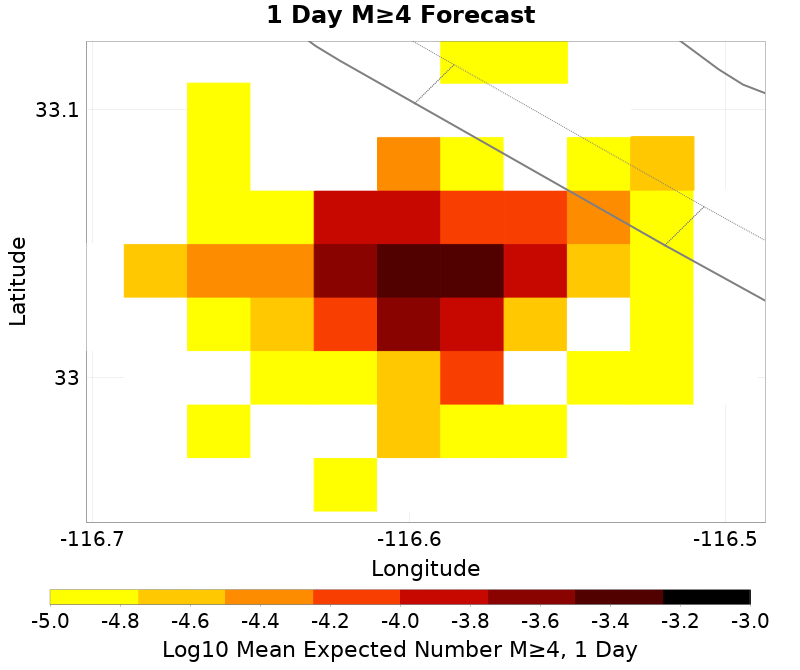 1 Day M≥4 Forecast
33.1
Latitude
33
-116.7 -116.6 -116.5
Longitude
-5.0 -4.8 -4.6 -4.4 -4.2 -4.0 -3.8 -3.6 -3.4 -3.2 -3.0
Log10 Mean Expected Number M≥4, 1 Day